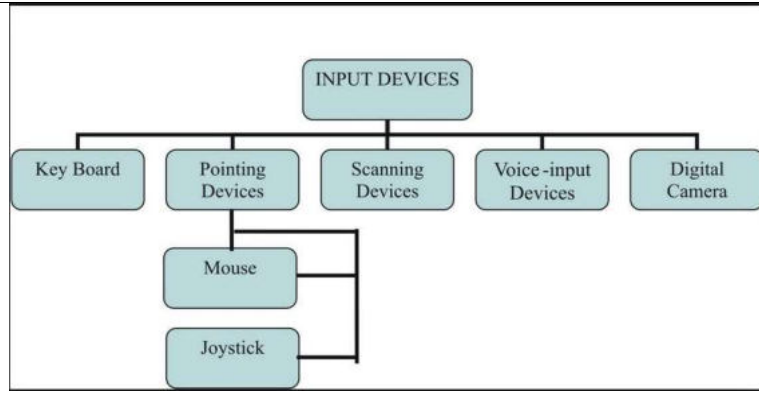 INPUT DEVICES
Key Board
Pointing
Devices
Scanning
Devices
Voice-input
Devices
Digital
Camera
Mouse
Joystick